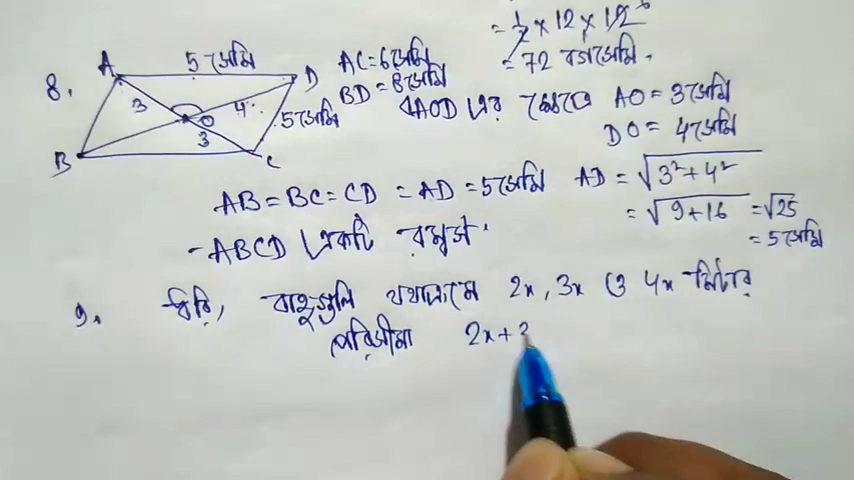 = 1/2 × 12 × 12 6
= 72 বঃ সেমি.
8.
A 5 সেমি D
3 4 O 3
5 সেমি
B C
AC = 6 সেমি
BD = 8 সেমি
∢AOD এর ক্ষেত্রে AO = 3 সেমি
DO = 4 সেমি
AB = BC = CD = AD = 5 সেমি
AD = √3² + 4²
= √9 + 16 = √25
= 5 সেমি
ABCD একটি রম্বস
9. ধরি, বাহুগুলি যথাক্রমে 2x, 3x ও 4x মিটার
পরিসীমা 2x + 3